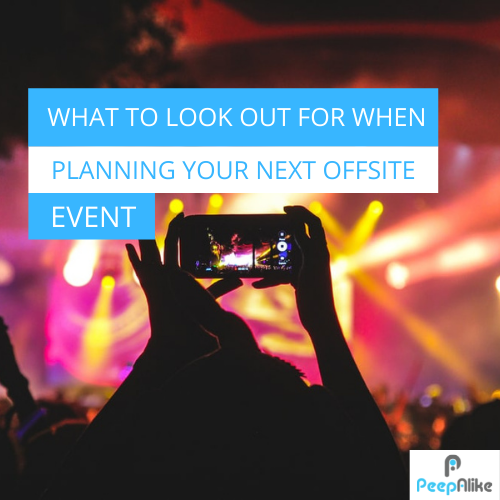 WHAT TO LOOK OUT FOR WHEN
PLANNING YOUR NEXT OFFSITE
EVENT
PeepAlike